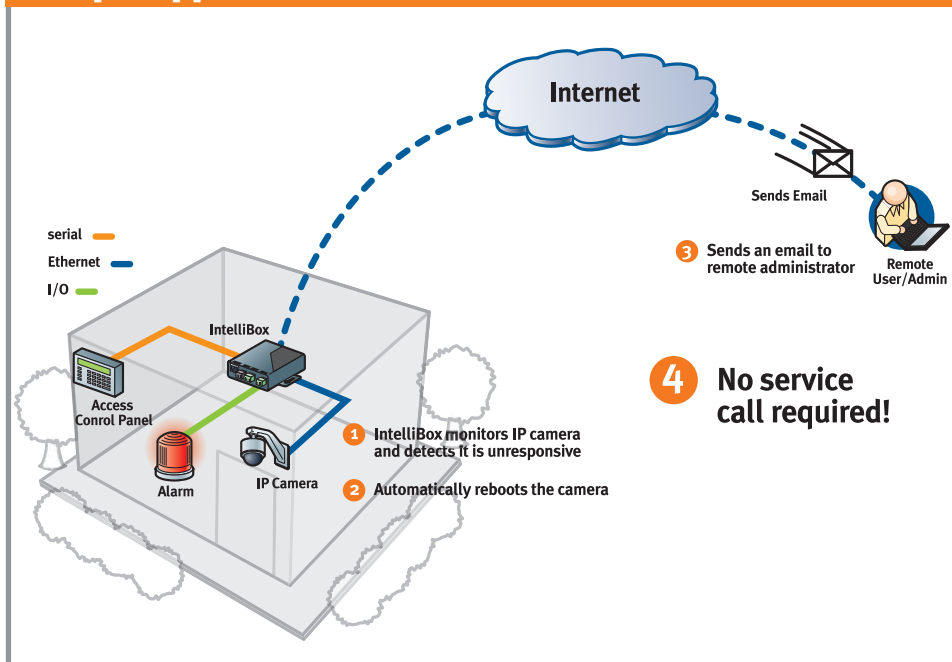 Internet
Sends Email
3 Sends an email to
remote administrator
Remote
User/Admin
serial
Ethernet
I/O
IntelliBox
Access
Conrol Panel
Alarm
IP Camera
1 IntelliBox monitors IP camera
and detects it is unresponsive
2 Automatically reboots the camera
4 No service
call required!